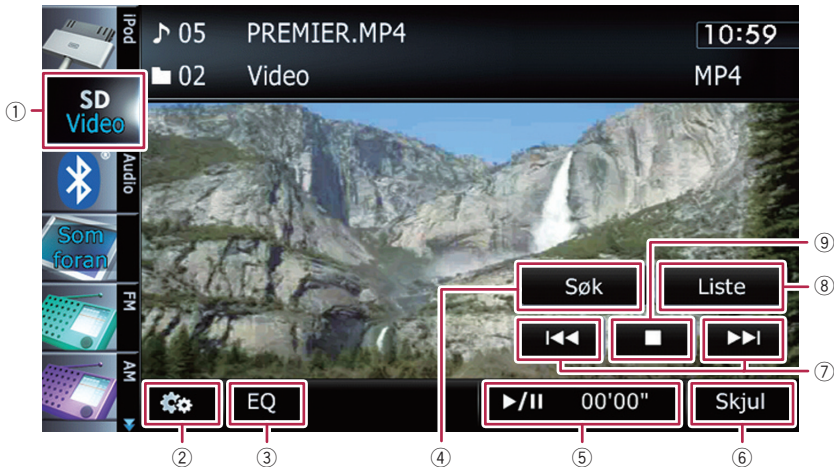 iPod
♪ 05 PREMIER.MP4 10:59
02 Video MP4
① SD
Video
Audio
Som
foran
FM
AM
⑨
Søk Liste ⑧
⑦
EQ 00'00" Skjul
② ③ ④ ⑤ ⑥